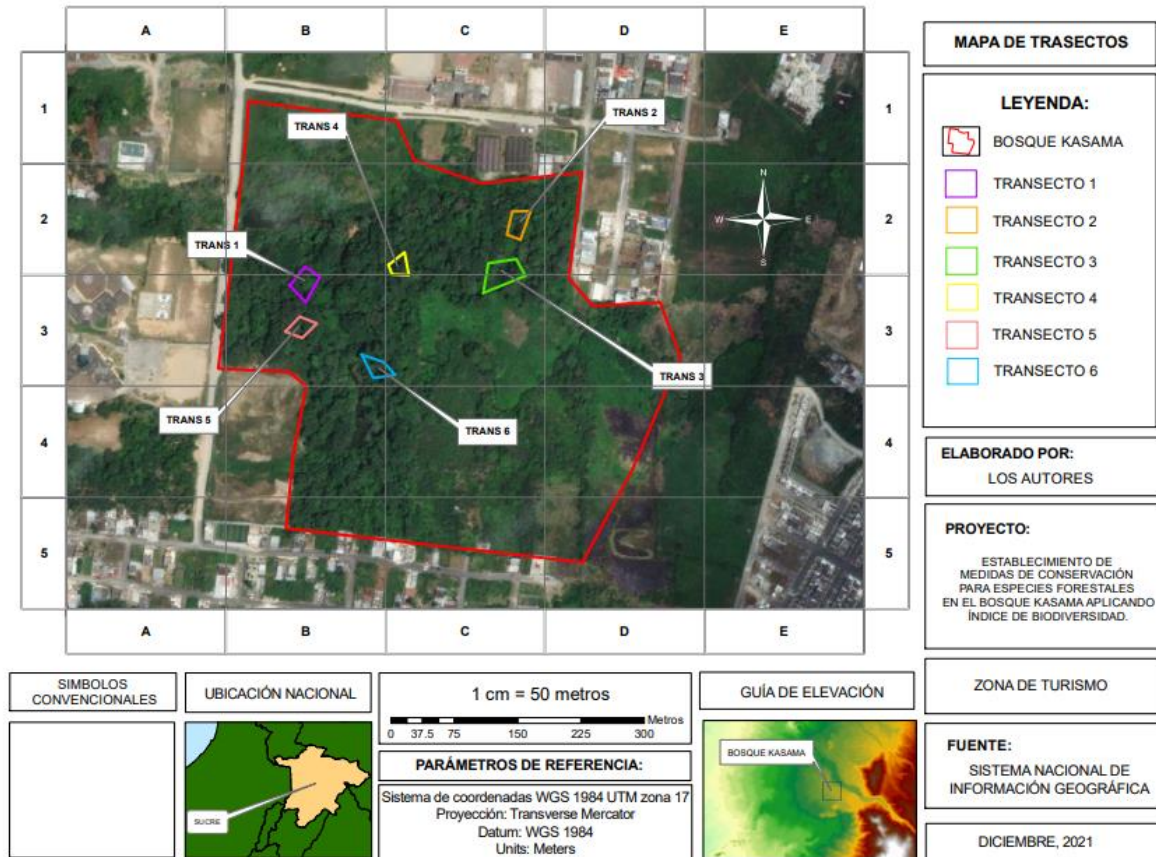 A B C D E
MAPA DE TRASECTOS
1 1
2 2
3 3
4 4
5 5
TRANS 4
TRANS 2
TRANS 1
TRANS 3
TRANS 5
TRANS 6
N
W E
S
A B C D E
LEYENDA:
BOSQUE KASAMA
TRANSECTO 1
TRANSECTO 2
TRANSECTO 3
TRANSECTO 4
TRANSECTO 5
TRANSECTO 6
ELABORADO POR:
LOS AUTORES
PROYECTO:
ESTABLECIMIENTO DE
MEDIDAS DE CONSERVACIÓN
PARA ESPECIES FORESTALES
EN EL BOSQUE KASAMA APLICANDO
ÍNDICE DE BIODIVERSIDAD.
ZONA DE TURISMO
FUENTE:
SISTEMA NACIONAL DE
INFORMACIÓN GEOGRÁFICA
DICIEMBRE, 2021
SIMBOLOS
CONVENCIONALES
UBICACIÓN NACIONAL
SUCRE
1 cm = 50 metros
Metros
0 37.5 75 150 225 300
PARÁMETROS DE REFERENCIA:
Sistema de coordenadas WGS 1984 UTM zona 17
Proyección: Transverse Mercator
Datum: WGS 1984
Units: Meters
GUÍA DE ELEVACIÓN
BOSQUE KASAMA